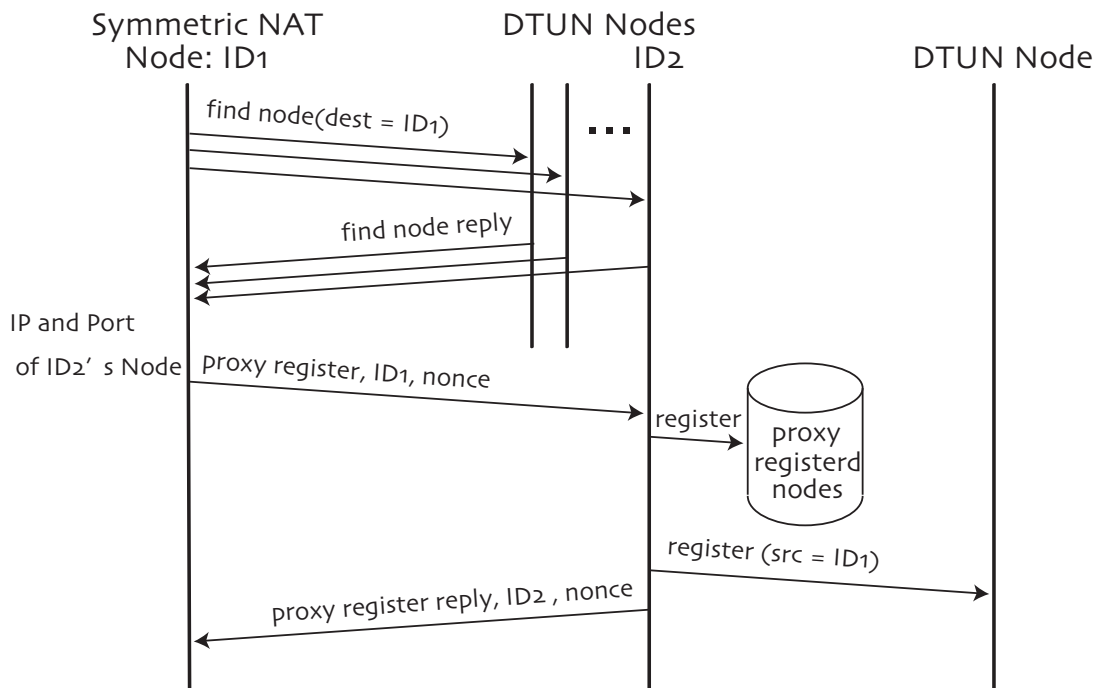 Symmetric NAT
Node: ID1
DTUN Nodes
ID2
DTUN Node
find node(dest = ID1)
find node reply
IP and Port
of ID2' s Node
proxy register, ID1, nonce
register
proxy
registerd
nodes
register (src = ID1)
proxy register reply, ID2 , nonce